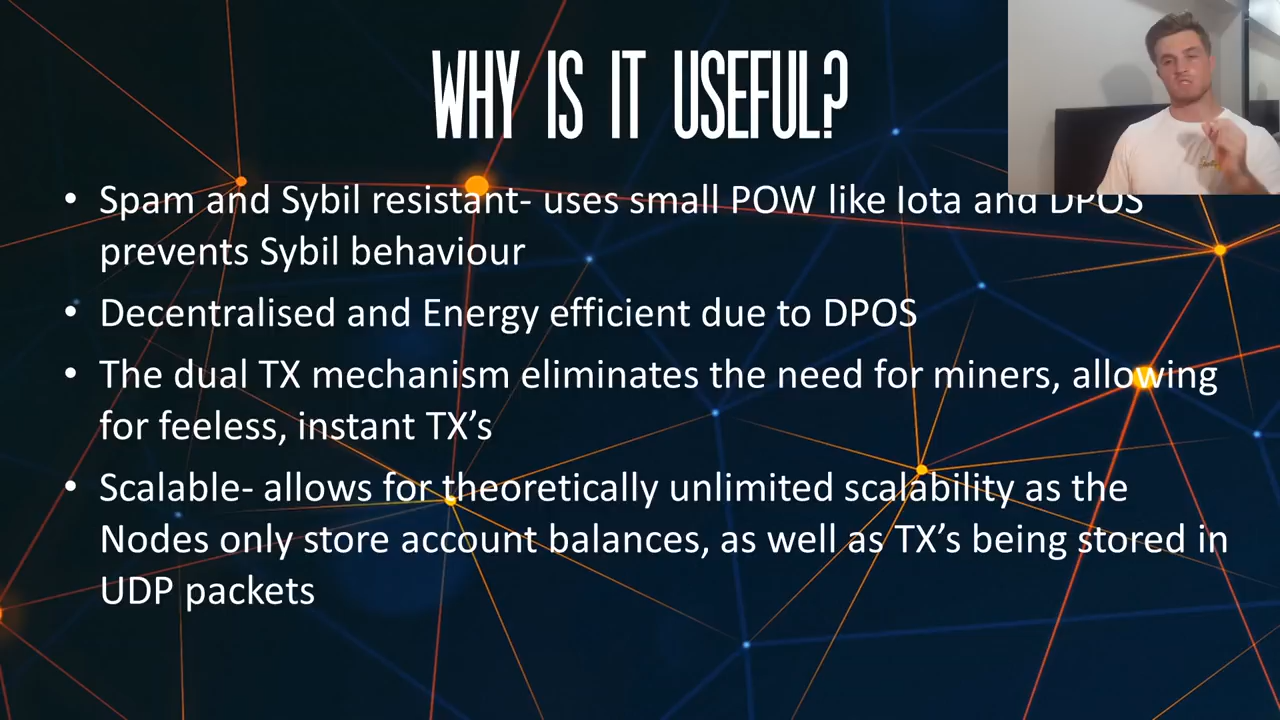 WHY IS IT USEFUL?
• Spam and Sybil resistant- uses small POW like Iota and DPOS
prevents Sybil behaviour
• Decentralised and Energy efficient due to DPOS
• The dual TX mechanism eliminates the need for miners, allowing
for feeless, instant TX’s
• Scalable- allows for theoretically unlimited scalability as the
Nodes only store account balances, as well as TX’s being stored in
UDP packets